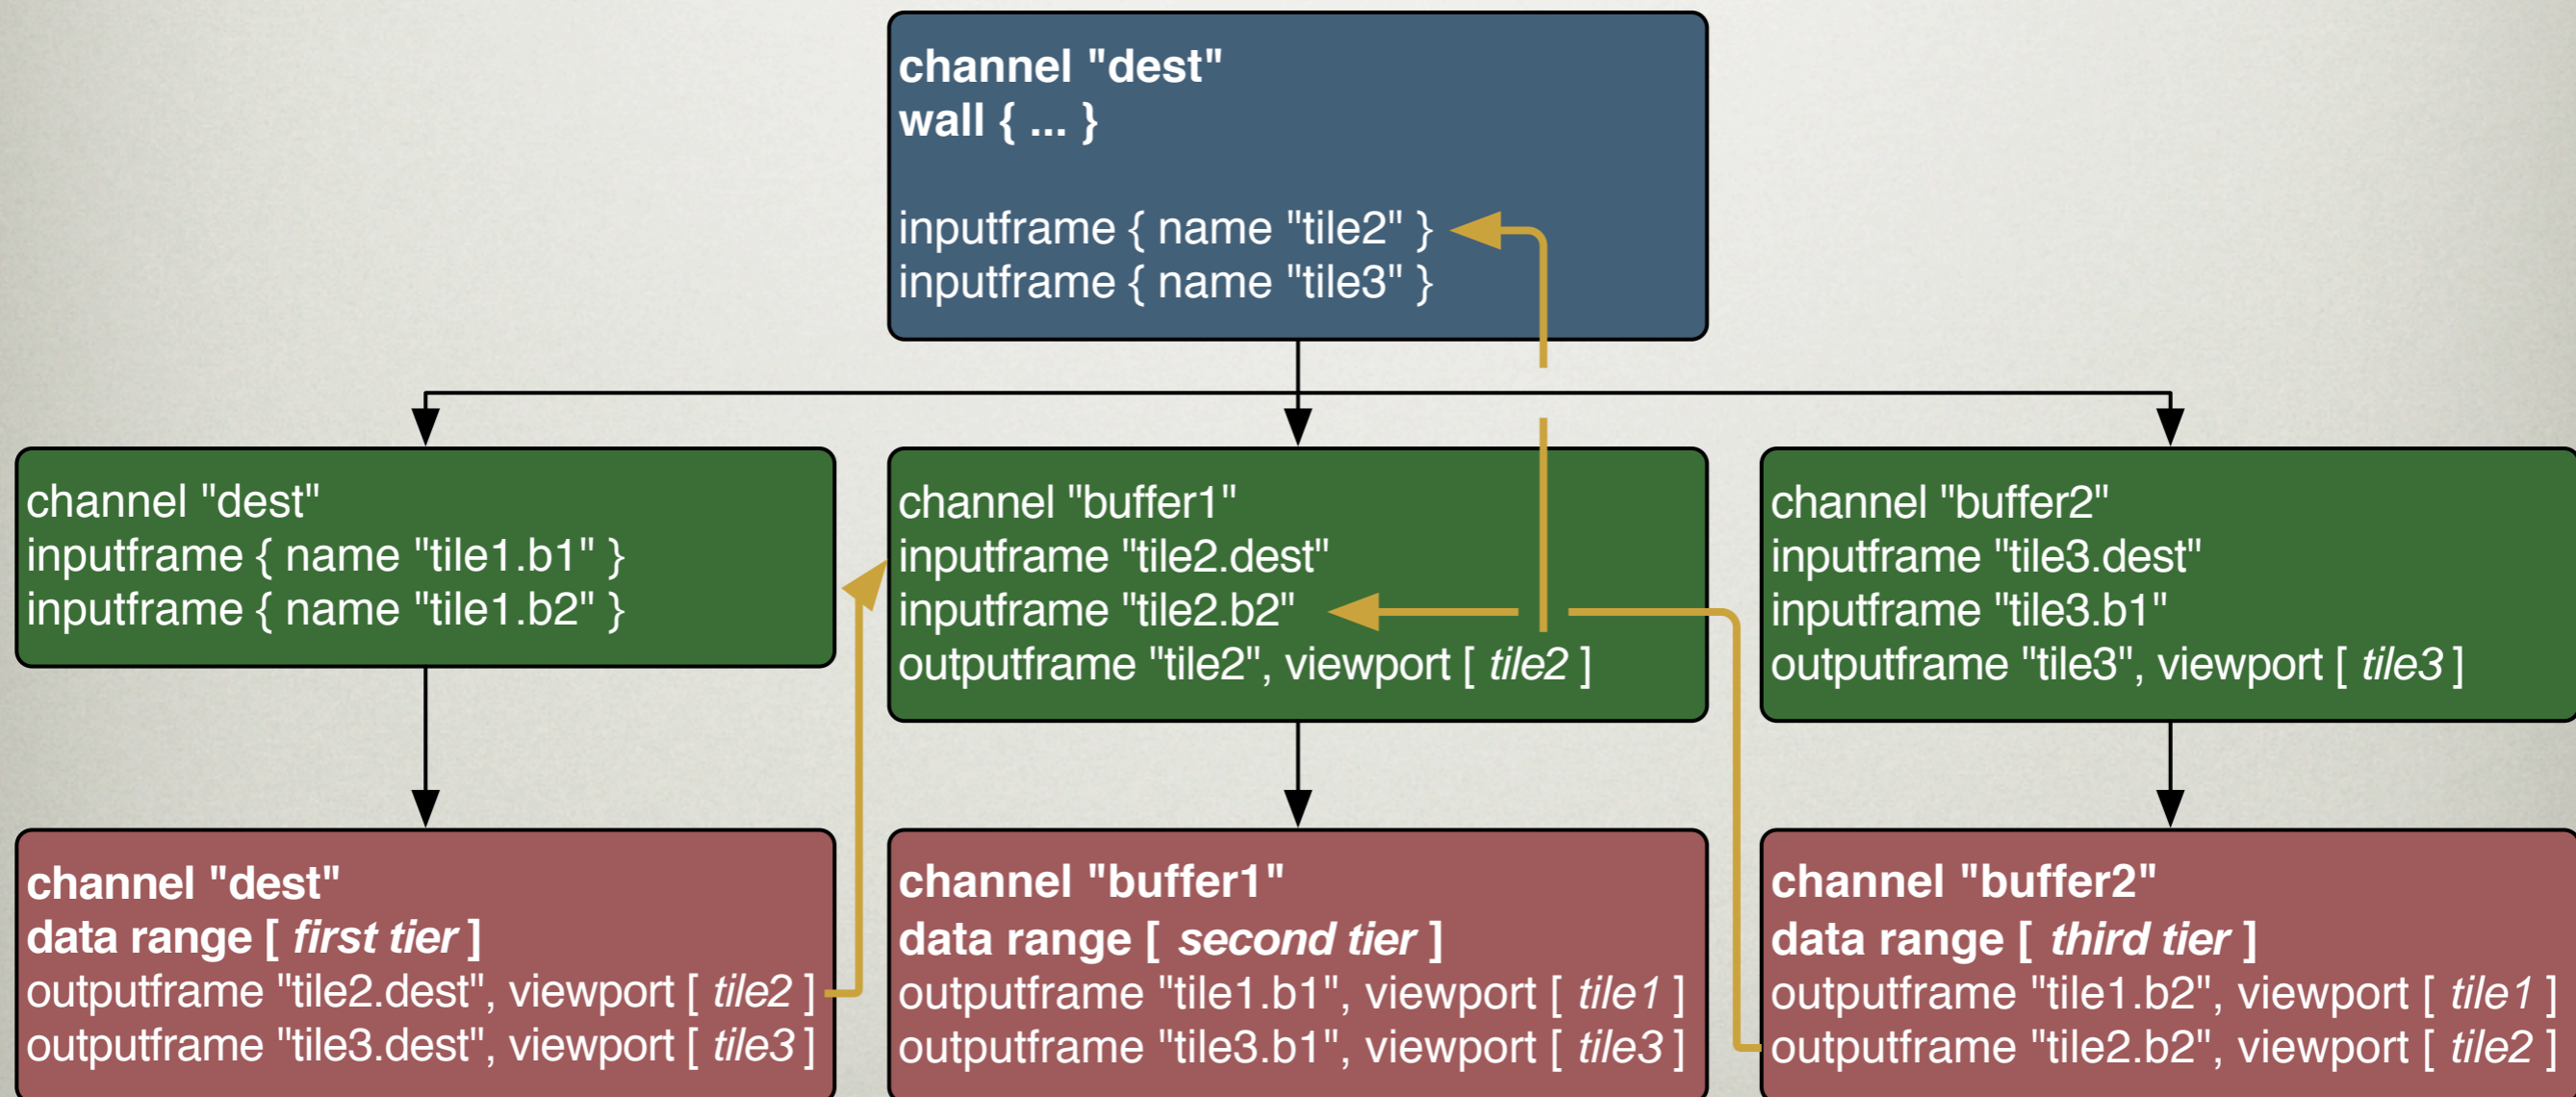 channel "dest"
wall { ... }
inputframe { name "tile2" }
inputframe { name "tile3" }
channel "dest"
inputframe { name "tile1.b1" }
inputframe { name "tile1.b2" }
channel "buffer1"
inputframe "tile2.dest"
inputframe "tile2.b2"
outputframe "tile2", viewport [ tile2 ]
channel "buffer2"
inputframe "tile3.dest"
inputframe "tile3.b1"
outputframe "tile3", viewport [ tile3 ]
channel "dest"
data range [ first tier ]
outputframe "tile2.dest", viewport [ tile2 ]
outputframe "tile3.dest", viewport [ tile3 ]
channel "buffer1"
data range [ second tier ]
outputframe "tile1.b1", viewport [ tile1 ]
outputframe "tile3.b1", viewport [ tile3 ]
channel "buffer2"
data range [ third tier ]
outputframe "tile1.b2", viewport [ tile1 ]
outputframe "tile2.b2", viewport [ tile2 ]